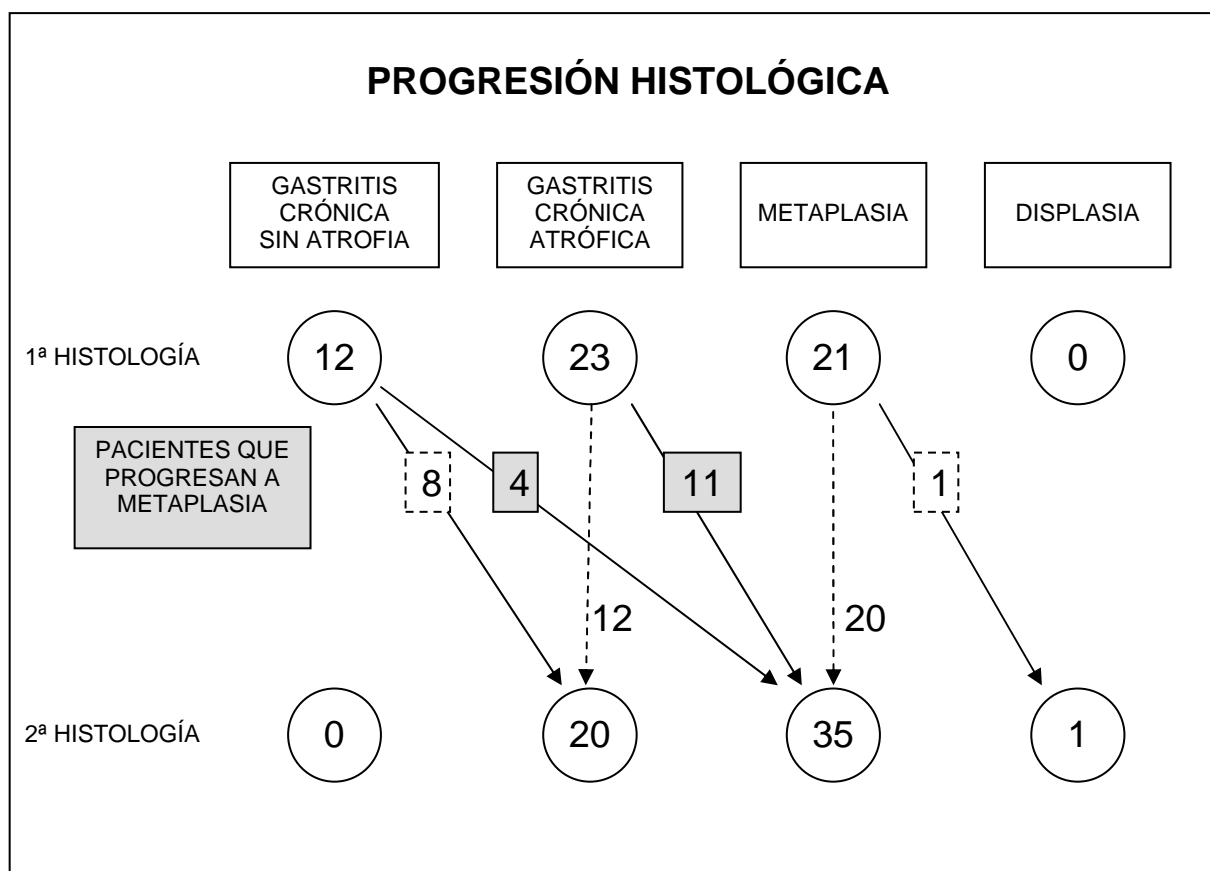 PROGRESIÓN HISTOLÓGICA
GASTRITIS
CRÓNICA
SIN ATROFIA
GASTRITIS
CRÓNICA
ATRÓFICA
METAPLASIA
DISPLASIA
1ª HISTOLOGÍA
12
23
21
0
PACIENTES QUE
PROGRESAN A
METAPLASIA
8
4
11
1
12
20
2ª HISTOLOGÍA
0
20
35
1